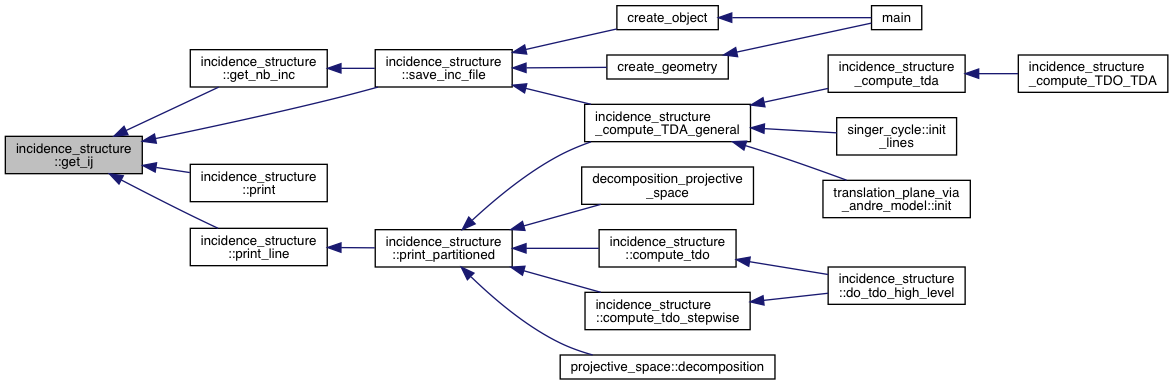 incidence_structure
::get_ij
incidence_structure
::get_nb_inc
incidence_structure
::print
incidence_structure
::print_line
incidence_structure
::save_inc_file
incidence_structure
::print_partitioned
create_object
create_geometry
incidence_structure
_compute_TDA_general
decomposition_projective
_space
incidence_structure
::compute_tdo
incidence_structure
::compute_tdo_stepwise
projective_space::decomposition
main
incidence_structure
_compute_tda
singer_cycle::init
_lines
translation_plane_via
_andre_model::init
incidence_structure
::do_tdo_high_level
incidence_structure
_compute_TDO_TDA